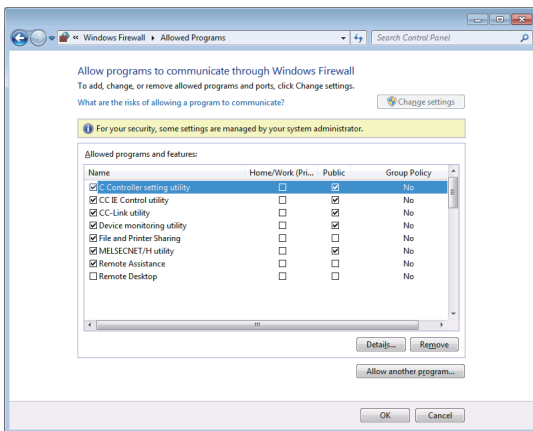 « Windows Firewall ▸ Allowed Programs
Search Control Panel
Allow programs to communicate through Windows Firewall
To add, change, or remove allowed programs and ports, click Change settings.
What are the risks of allowing a program to communicate?
Change settings
For your security, some settings are managed by your system administrator.
Allowed programs and features:
Name Home/Work (Pri... Public Group Policy
C Controller setting utility No
CC IE Control utility No
CC-Link utility No
Device monitoring utility No
File and Printer Sharing No
MELSECNET/H utility No
Remote Assistance No
Remote Desktop No
Details... Remove
Allow another program...
OK Cancel